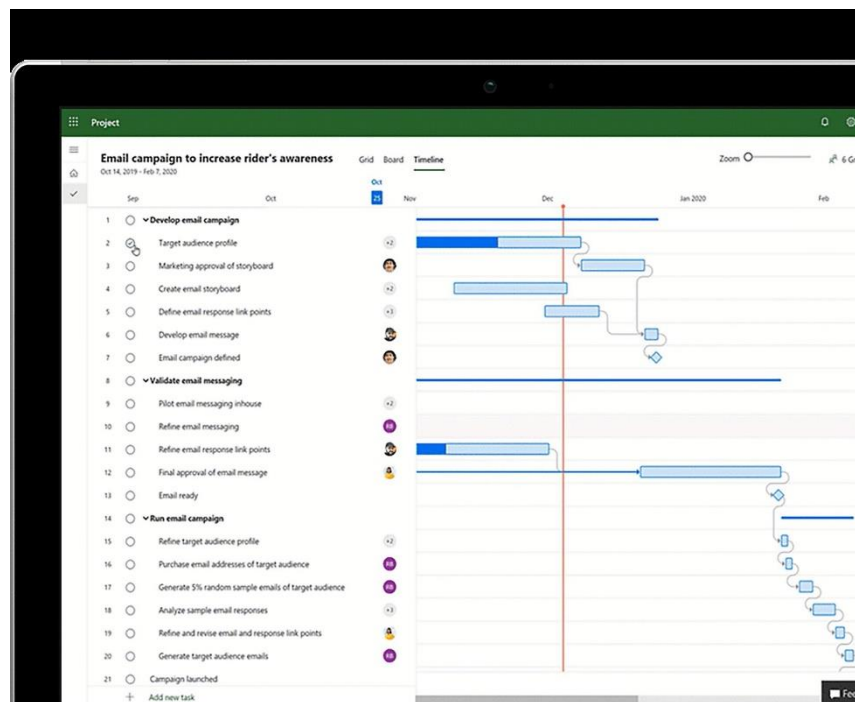 Project
Email campaign to increase rider's awareness
Grid Board Timeline
Zoom
6 G
Oct 14, 2019 - Feb 7, 2020
Oct
Sep Oct 25 Nov Dec Jan 2020 Feb
1 Develop email campaign
2 Target audience profile +2
3 Marketing approval of storyboard
4 Create email storyboard +2
5 Define email response link points +3
6 Develop email message
7 Email campaign defined
8 Validate email messaging
9 Pilot email messaging inhouse +2
10 Refine email messaging RB
11 Refine email response link points
12 Final approval of email message
13 Email ready
14 Run email campaign
15 Refine target audience profile +2
16 Purchase email addresses of target audience RB
17 Generate 5% random sample emails of target audience RB
18 Analyze sample email responses +3
19 Refine and revise email and response link points
20 Generate target audience emails RB
21 Campaign launched
+ Add new task
Fee